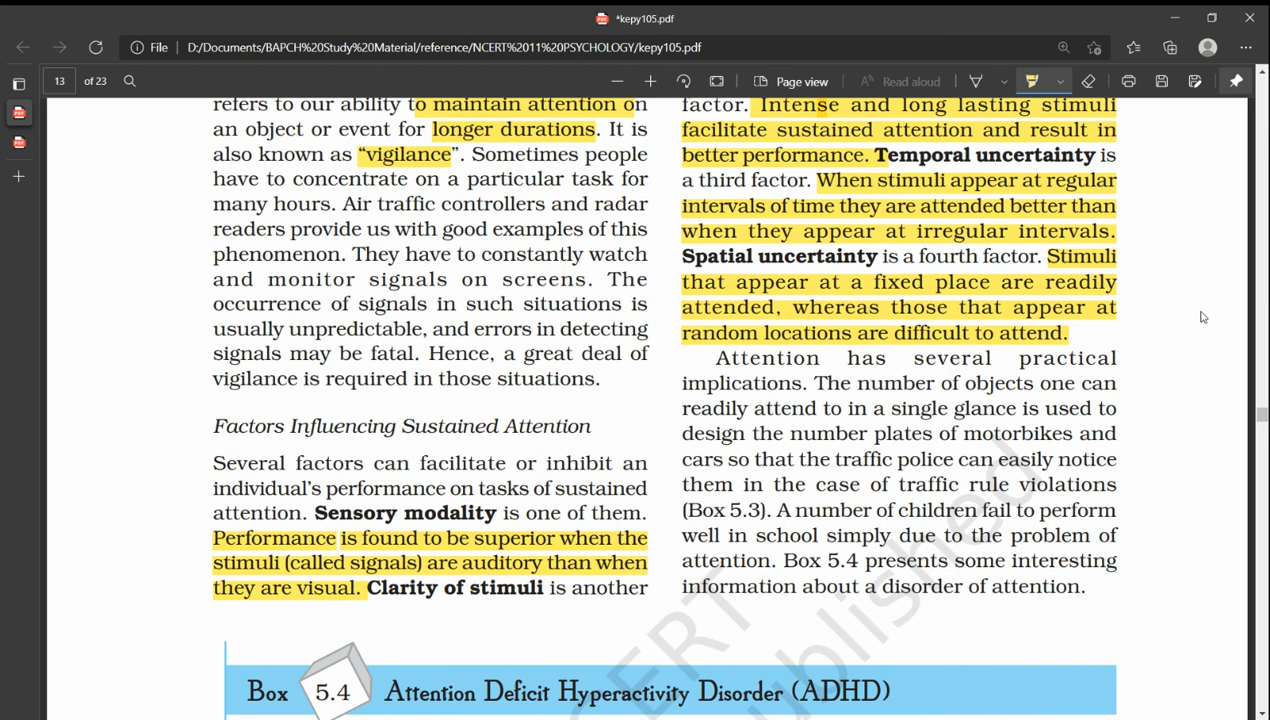 *kepy105.pdf
File
D:/Documents/BAPCH%20Study%20Material/reference/NCERT%2011%20PSYCHOLOGY/kepy105.pdf
13 of 23
Page view
Read aloud
refers to our ability to maintain attention on
an object or event for longer durations. It is
also known as “vigilance”. Sometimes people
have to concentrate on a particular task for
many hours. Air traffic controllers and radar
readers provide us with good examples of this
phenomenon. They have to constantly watch
and monitor signals on screens. The
occurrence of signals in such situations is
usually unpredictable, and errors in detecting
signals may be fatal. Hence, a great deal of
vigilance is required in those situations.
Factors Influencing Sustained Attention
Several factors can facilitate or inhibit an
individual’s performance on tasks of sustained
attention. Sensory modality is one of them.
Performance is found to be superior when the
stimuli (called signals) are auditory than when
they are visual. Clarity of stimuli is another
factor. Intense and long lasting stimuli
facilitate sustained attention and result in
better performance. Temporal uncertainty is
a third factor. When stimuli appear at regular
intervals of time they are attended better than
when they appear at irregular intervals.
Spatial uncertainty is a fourth factor. Stimuli
that appear at a fixed place are readily
attended, whereas those that appear at
random locations are difficult to attend.
Attention has several practical
implications. The number of objects one can
readily attend to in a single glance is used to
design the number plates of motorbikes and
cars so that the traffic police can easily notice
them in the case of traffic rule violations
(Box 5.3). A number of children fail to perform
well in school simply due to the problem of
attention. Box 5.4 presents some interesting
information about a disorder of attention.
Box 5.4 Attention Deficit Hyperactivity Disorder (ADHD)